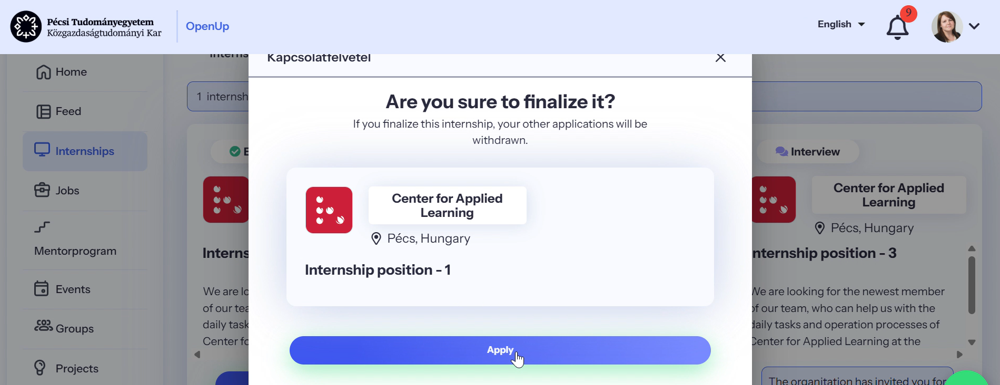 Pécsi Tudományegyetem
Közgazdaságtudományi Kar
OpenUp
English
9
Kapcsolatfelvétel
Home
Feed
Internships
Jobs
Mentorprogram
Events
Groups
Projects
1 internsh
Are you sure to finalize it?
If you finalize this internship, your other applications will be
withdrawn.
Center for Applied
Learning
Pécs, Hungary
Internship position - 1
Apply
Interns
We are lo
of our tea
daily task
Center fo
Interview
Center for Applied
Learning
Pécs, Hungary
nternship position - 3
We are looking for the newest member
of our team, who can help us with the
daily tasks and operation processes of
Center for Applied Learning at the
The organitation has invited you for